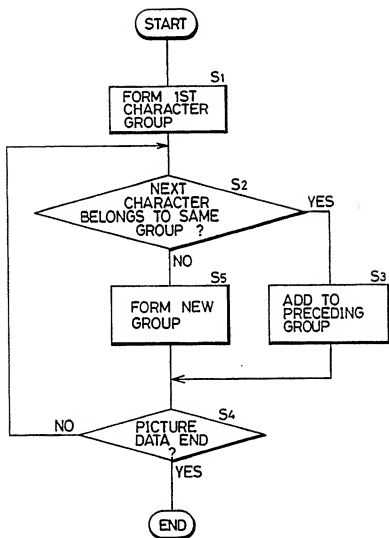 START
S1
FORM 1ST
CHARACTER
GROUP
S2
NEXT
CHARACTER
BELONGS TO SAME
GROUP ?
YES
NO
S5
FORM NEW
GROUP
S3
ADD TO
PRECEDING
GROUP
S4
PICTURE
DATA END
?
NO
YES
END